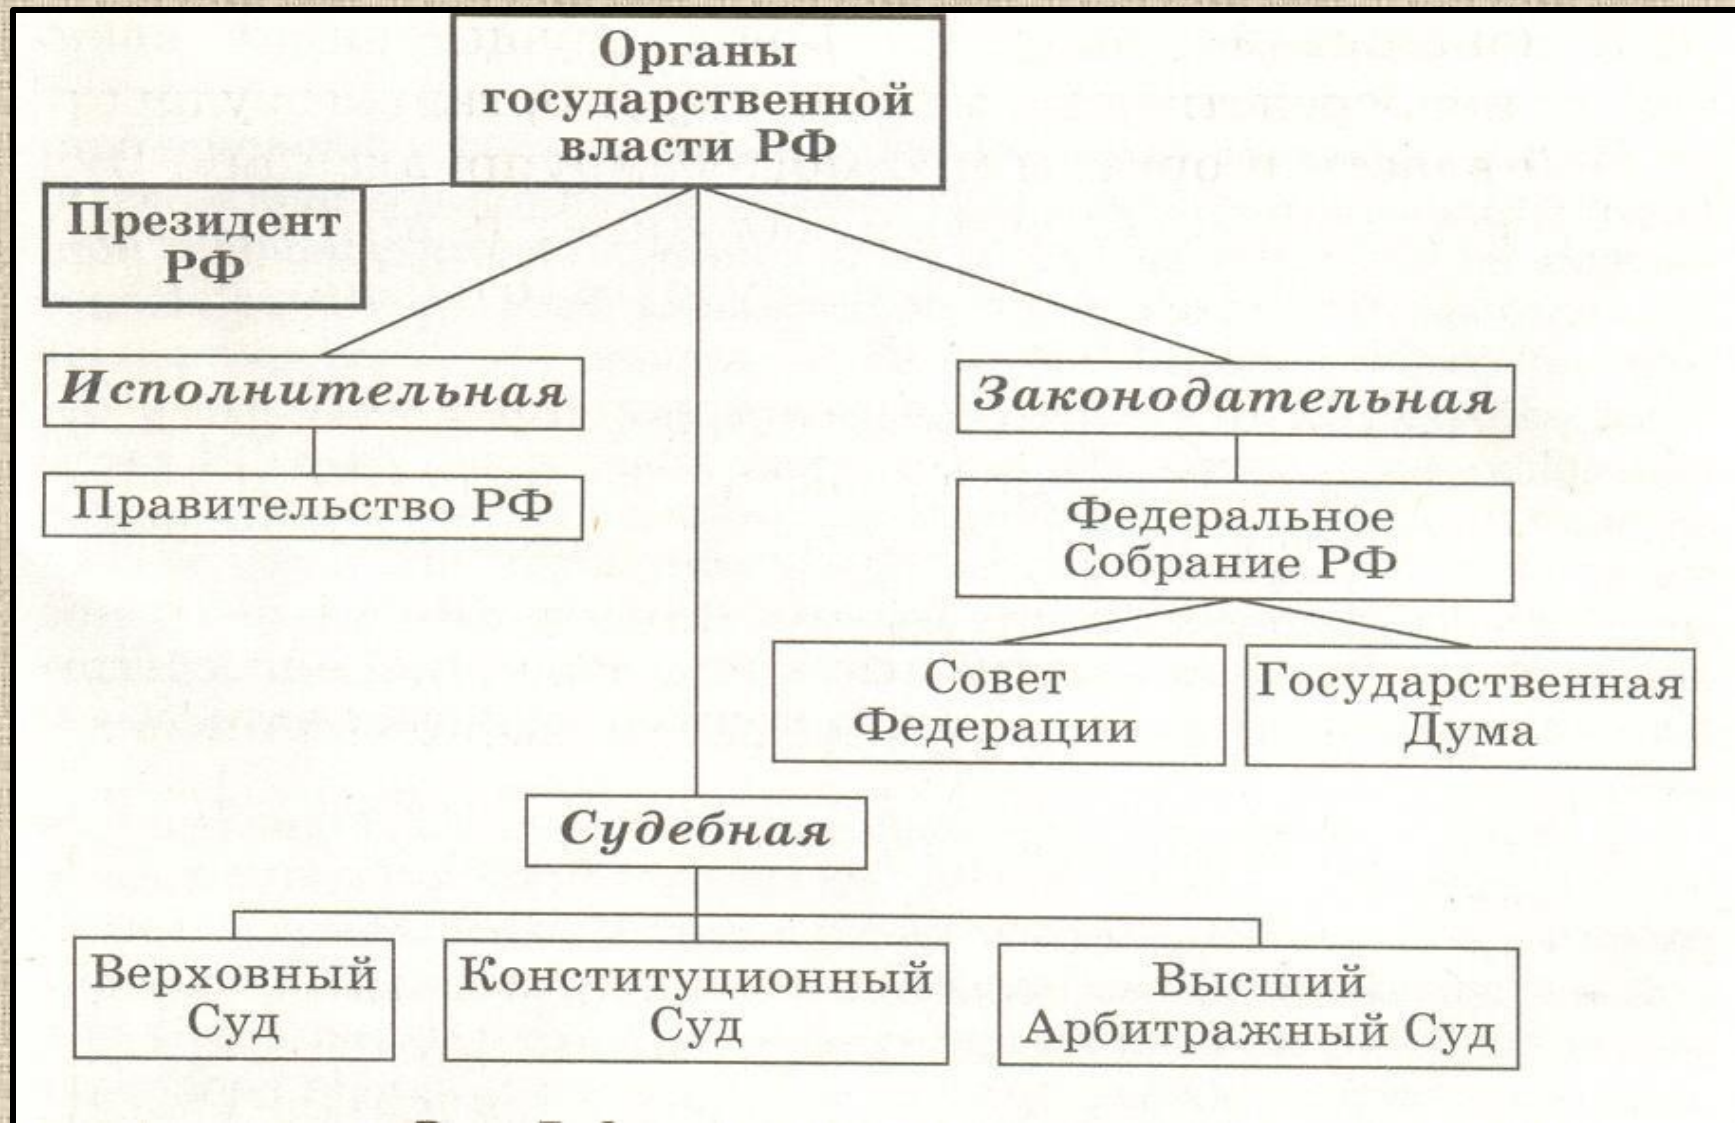 Органы
государственной
власти РФ
Президент
РФ
Исполнительная
Законодательная
Правительство РФ
Федеральное
Собрание РФ
Совет
Федерации
Государственная
Дума
Судебная
Верховный
Суд
Конституционный
Суд
Высший
Арбитражный Суд